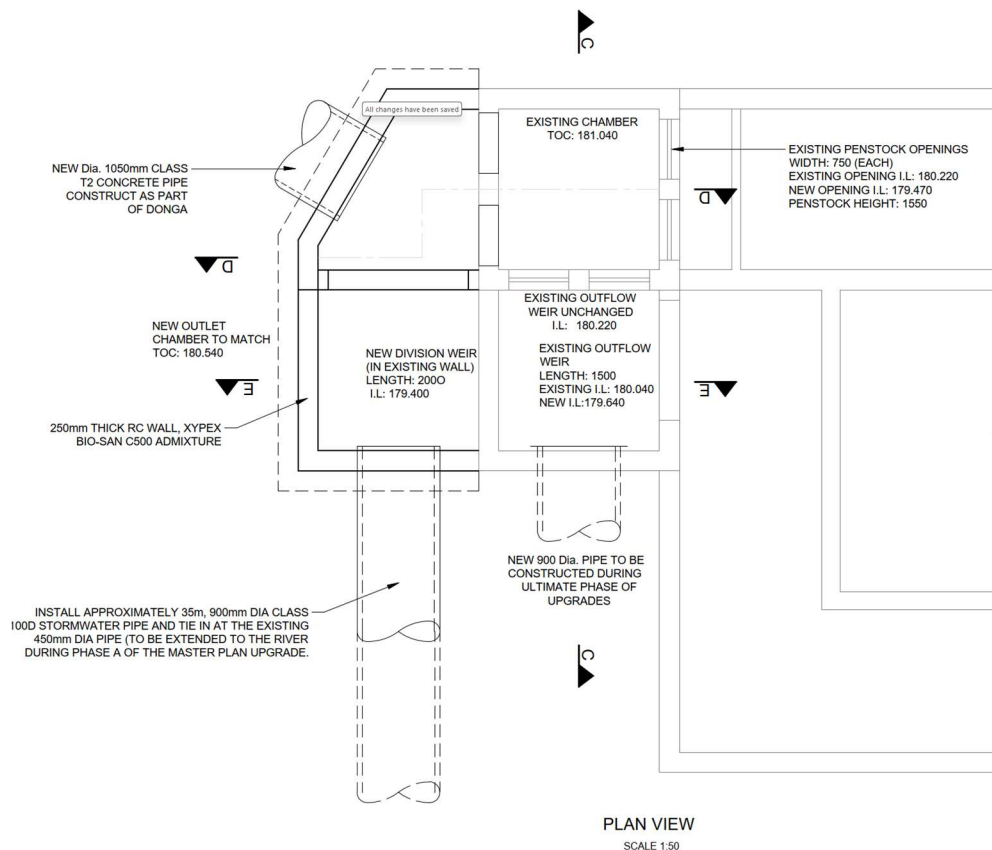 C
All changes have been saved
EXISTING CHAMBER
TOC: 181.040
NEW Dia. 1050mm CLASS
T2 CONCRETE PIPE
CONSTRUCT AS PART
OF DONGA
EXISTING PENSTOCK OPENINGS
WIDTH: 750 (EACH)
EXISTING OPENING I.L: 180.220
NEW OPENING I.L: 179.470
PENSTOCK HEIGHT: 1550
D
D
NEW OUTLET
CHAMBER TO MATCH
TOC: 180.540
EXISTING OUTFLOW
WEIR UNCHANGED
I.L: 180.220
NEW DIVISION WEIR
(IN EXISTING WALL)
LENGTH: 200O
I.L: 179.400
EXISTING OUTFLOW
WEIR
LENGTH: 1500
EXISTING I.L: 180.040
NEW I.L:179.640
E
E
250mm THICK RC WALL, XYPEX
BIO-SAN C500 ADMIXTURE
NEW 900 Dia. PIPE TO BE
CONSTRUCTED DURING
ULTIMATE PHASE OF
UPGRADES
INSTALL APPROXIMATELY 35m, 900mm DIA CLASS
100D STORMWATER PIPE AND TIE IN AT THE EXISTING
450mm DIA PIPE (TO BE EXTENDED TO THE RIVER
DURING PHASE A OF THE MASTER PLAN UPGRADE.
C
PLAN VIEW
SCALE 1:50